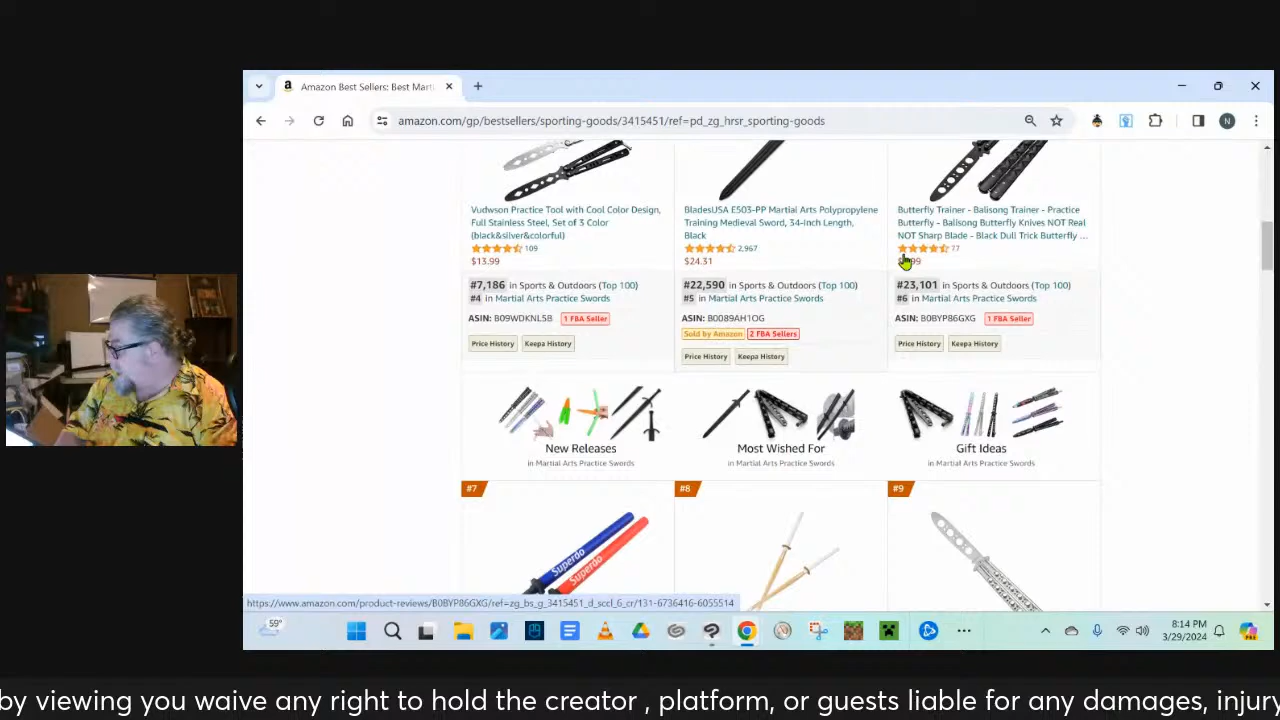 Amazon Best Sellers: Best Marti
amazon.com/gp/bestsellers/sporting-goods/3415451/ref=pd_zg_hrsr_sporting-goods
N
Vudwson Practice Tool with Cool Color Design,
Full Stainless Steel, Set of 3 Color
(black&silver&colorful)
109
$13.99
#7,186 in Sports & Outdoors (Top 100)
#4 in Martial Arts Practice Swords
ASIN: B09WDKNL5B 1 FBA Seller
Price History Keepa History
BladesUSA E503-PP Martial Arts Polypropylene
Training Medieval Sword, 34-Inch Length,
Black
2,967
$24.31
#22,590 in Sports & Outdoors (Top 100)
#5 in Martial Arts Practice Swords
ASIN: B0089AH1OG
Sold by Amazon 2 FBA Sellers
Price History Keepa History
Butterfly Trainer - Balisong Trainer - Practice
Butterfly - Balisong Butterfly Knives NOT Real
NOT Sharp Blade - Black Dull Trick Butterfly ...
77
99
#23,101 in Sports & Outdoors (Top 100)
#6 in Martial Arts Practice Swords
ASIN: B0BYP86GXG 1 FBA Seller
Price History Keepa History
New Releases
in Martial Arts Practice Swords
Most Wished For
in Martial Arts Practice Swords
Gift Ideas
in Martial Arts Practice Swords
#7
#8
#9
Superdo
Superdo
https://www.amazon.com/product-reviews/B0BYP86GXG/ref=zg_bs_g_3415451_d_sccl_6_cr/131-6736416-6055514
59°
8:14 PM
3/29/2024
by viewing you waive any right to hold the creator , platform, or guests liable for any damages, injury